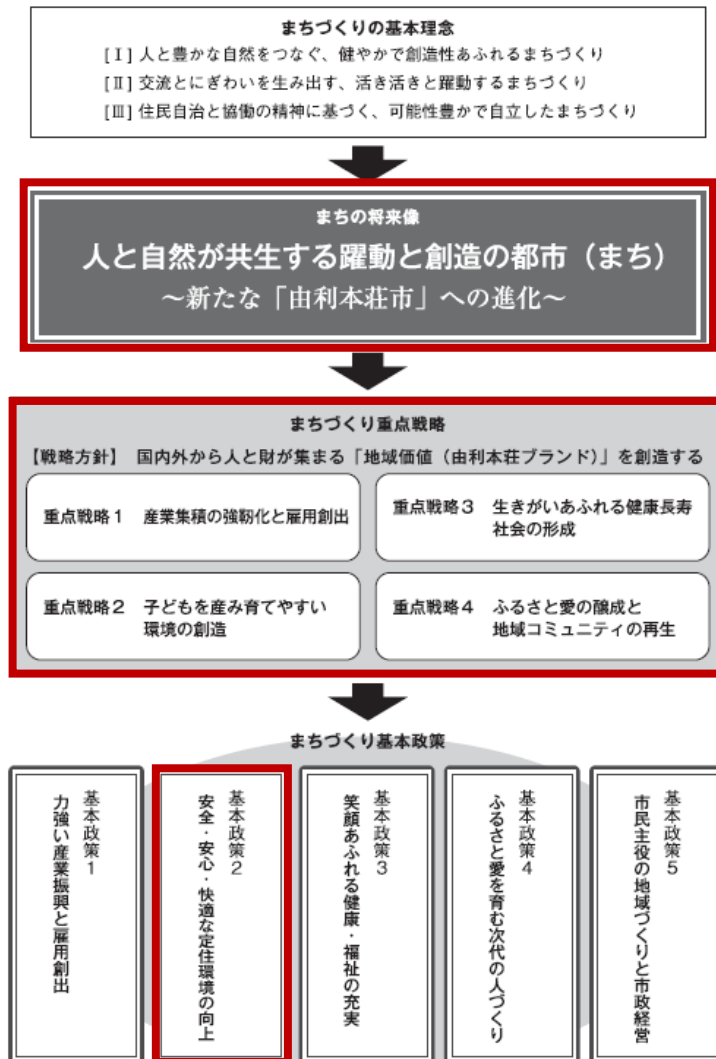 まちづくりの基本理念
[Ⅰ] 人と豊かな自然をつなぐ、健やかで創造性あふれるまちづくり
[Ⅱ] 交流とにぎわいを生み出す、活き活きと躍動するまちづくり
[Ⅲ] 住民自治と協働の精神に基づく、可能性豊かで自立したまちづくり
まちの将来像
人と自然が共生する躍動と創造の都市（まち）
～新たな「由利本荘市」への進化～
まちづくり重点戦略
【戦略方針】 国内外から人と財が集まる「地域価値（由利本荘ブランド）」を創造する
重点戦略1 産業集積の強靭化と雇用創出
重点戦略2 子どもを産み育てやすい
環境の創造
重点戦略3 生きがいあふれる健康長寿
社会の形成
重点戦略4 ふるさと愛の醸成と
地域コミュニティの再生
まちづくり基本政策
基本政策1
力強い産業振興と雇用創出
基本政策2
安全・安心・快適な定住環境の向上
基本政策3
笑顔あふれる健康・福祉の充実
基本政策4
ふるさと愛を育む次代の人づくり
基本政策5
市民主役の地域づくりと市政経営